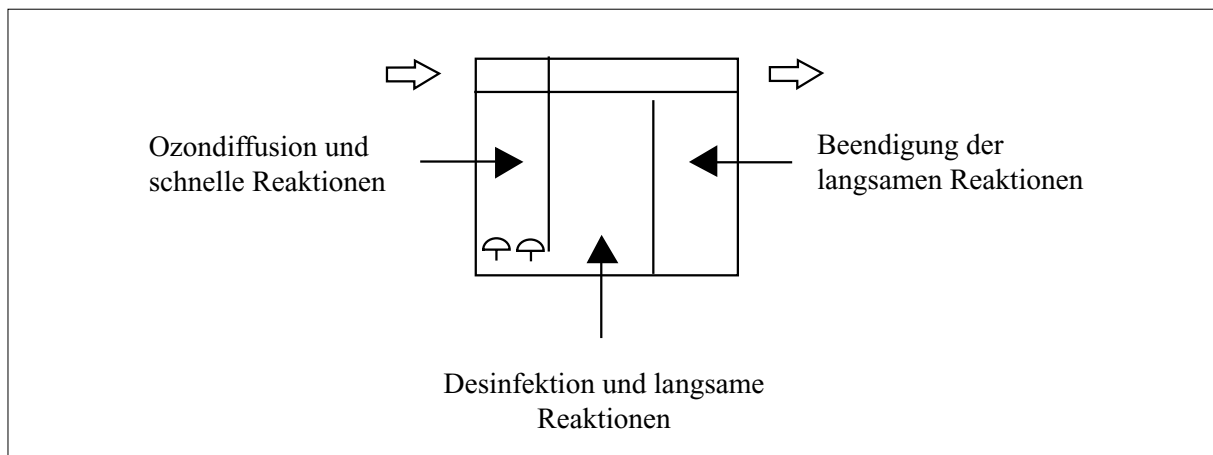 Ozondiffusion und
schnelle Reaktionen
Beendigung der
langsamen Reaktionen
Desinfektion und langsame
Reaktionen